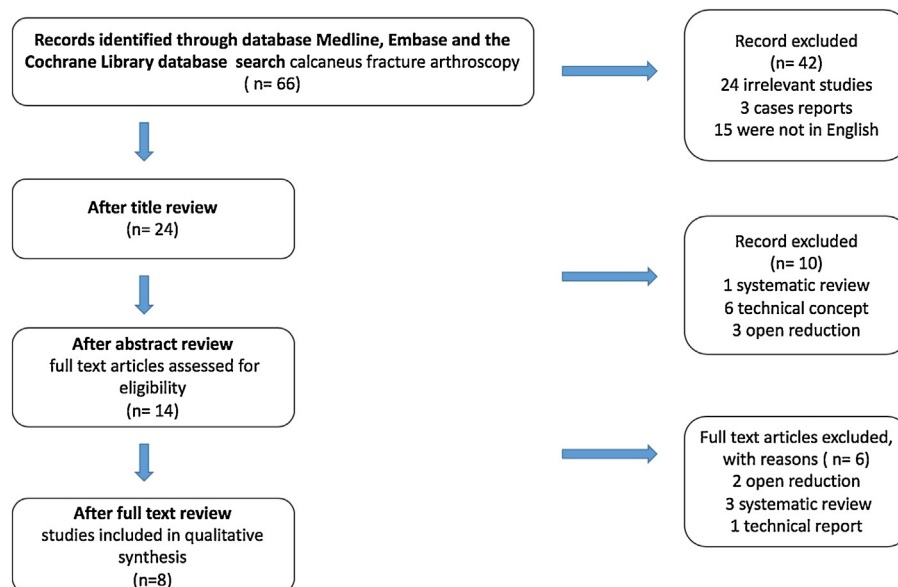 Records identified through database Medline, Embase and the
Cochrane Library database search calcaneus fracture arthroscopy
( n= 66)
Record excluded
(n= 42)
24 irrelevant studies
3 cases reports
15 were not in English
After title review
(n= 24)
Record excluded
(n= 10)
1 systematic review
6 technical concept
3 open reduction
After abstract review
full text articles assessed for
eligibility
(n= 14)
Full text articles excluded,
with reasons ( n= 6)
2 open reduction
3 systematic review
1 technical report
After full text review
studies included in qualitative
synthesis
(n=8)